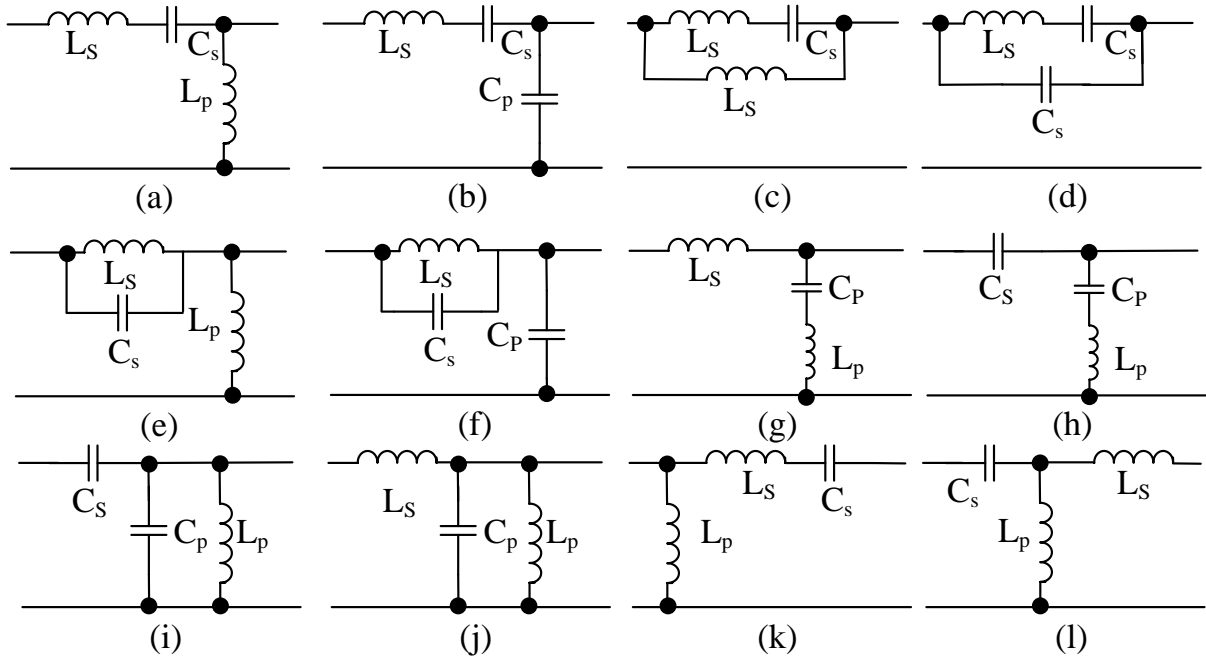 L_S C_s
L_p
(a)
L_S C_s
C_p
(b)
L_S C_s
L_S
(c)
L_S C_s
C_s
(d)
L_S
C_s
L_p
(e)
L_S
C_s
C_P
(f)
L_S
C_P
L_p
(g)
C_S
C_P
L_p
(h)
C_S
C_p L_p
(i)
L_S
C_p L_p
(j)
L_S C_s
L_p
(k)
C_s L_S
L_p
(l)